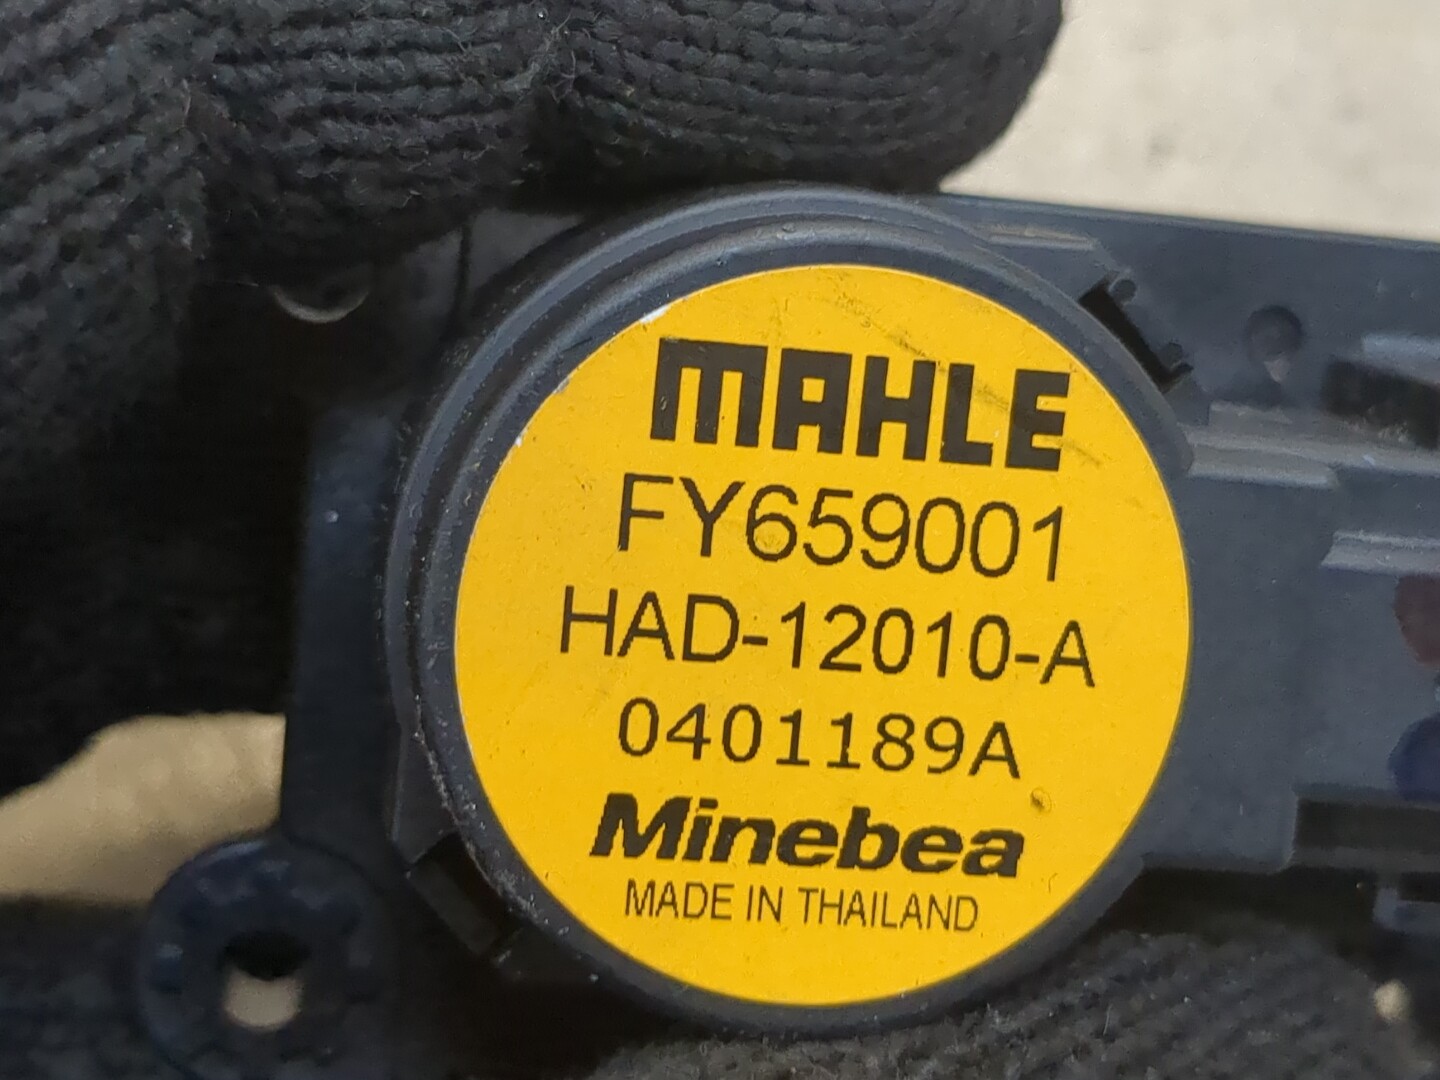 MAHLE
FY659001
HAD-12010-A
0401189A
Minebea
MADE IN THAILAND